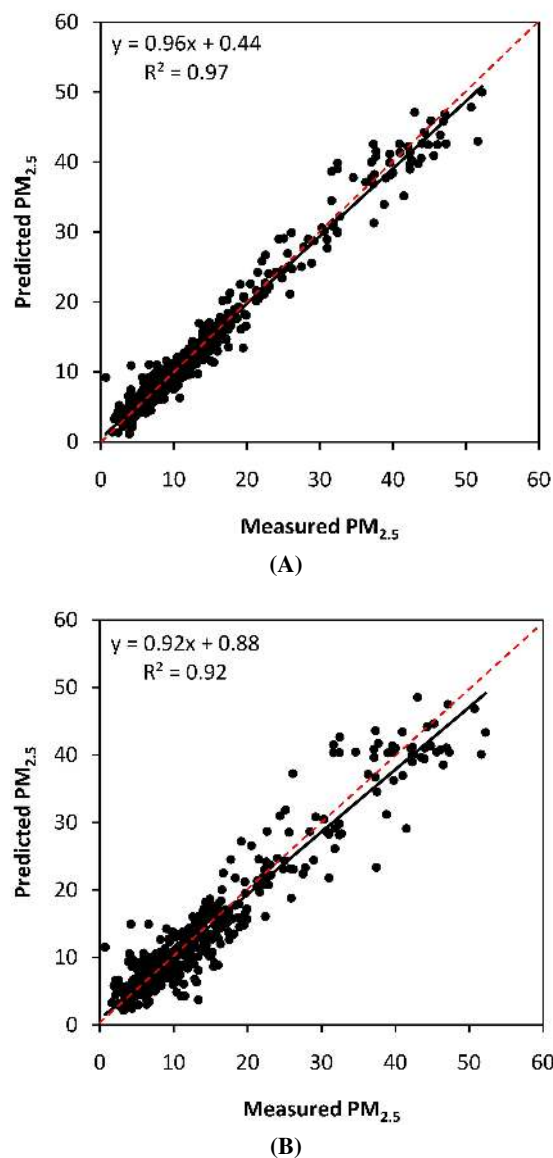 60
y = 0.96x + 0.44
R² = 0.97
50
40
30
20
10
0
Predicted PM₂.₅
0 10 20 30 40 50 60
Measured PM₂.₅
(A)
60
y = 0.92x + 0.88
R² = 0.92
50
40
30
20
10
0
Predicted PM₂.₅
0 10 20 30 40 50 60
Measured PM₂.₅
(B)